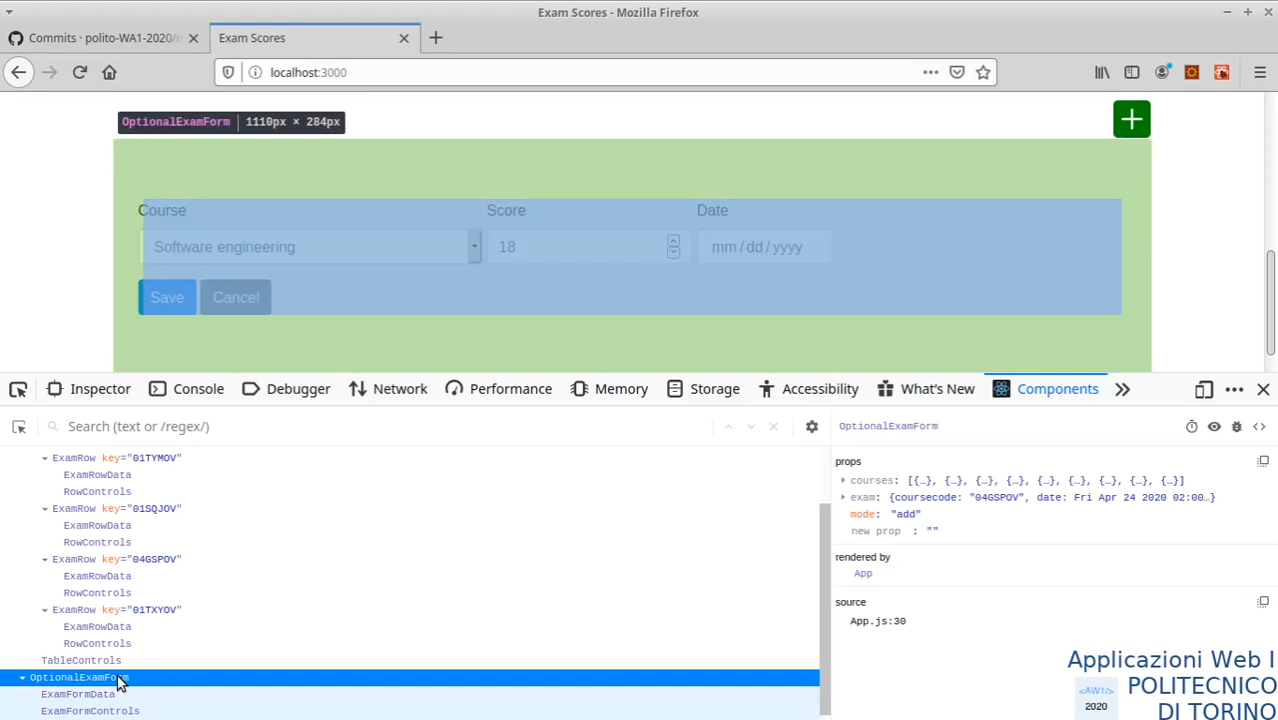 Exam Scores - Mozilla Firefox
Commits · polito-WA1-2020/r
Exam Scores
localhost:3000
OptionalExamForm | 1110px × 284px
Course Score Date
Software engineering 18 mm / dd / yyyy
Save Cancel
Inspector Console Debugger Network Performance Memory Storage Accessibility What's New Components
Search (text or /regex/)
OptionalExamForm
ExamRow key="01TYMOV"
ExamRowData
RowControls
ExamRow key="01SQJOV"
ExamRowData
RowControls
ExamRow key="04GSPOV"
ExamRowData
RowControls
ExamRow key="01TXYOV"
ExamRowData
RowControls
TableControls
OptionalExamForm
ExamFormData
ExamFormControls
props
courses: [{…}, {…}, {…}, {…}, {…}, {…}, {…}, {…}, {…}]
exam: {coursecode: "04GSPOV", date: Fri Apr 24 2020 02:00…}
mode: "add"
new prop : ""
rendered by
App
source
App.js:30
Applicazioni Web I
<AW1/>
2020
POLITECNICO
DI TORINO